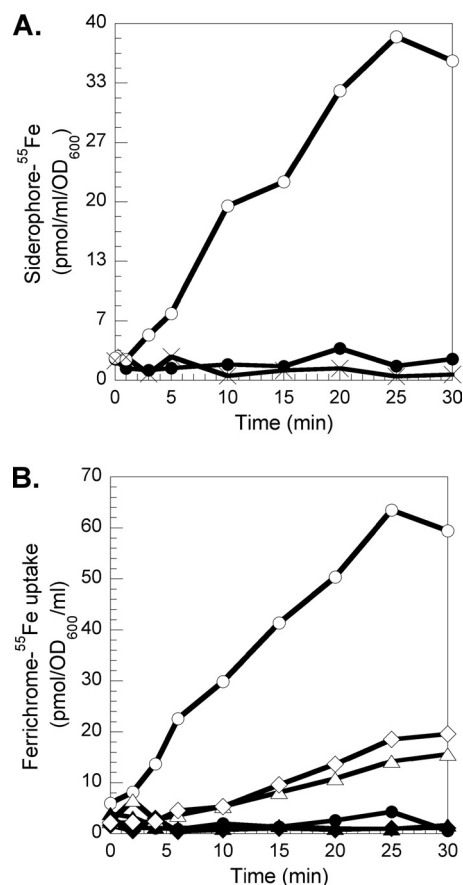 A.
40
33
27
20
13
7
0
Siderophore-⁵⁵Fe
(pmol/ml/OD₆₀₀)
0 5 10 15 20 25 30
Time (min)
B.
70
60
50
40
30
20
10
0
Ferrichrome-⁵⁵Fe uptake
(pmol/OD₆₀₀/ml)
0 5 10 15 20 25 30
Time (min)